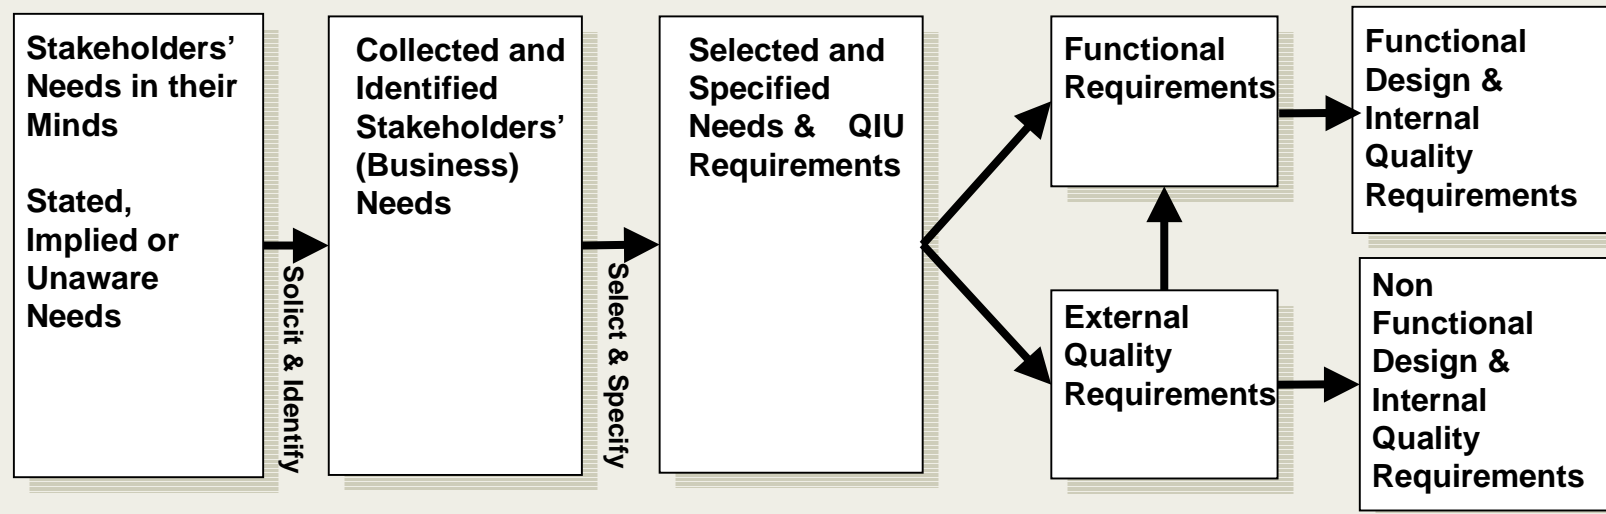 Stakeholders’
Needs in their
Minds
Stated,
Implied or
Unaware
Needs
Solicit & Identify
Collected and
Identified
Stakeholders’
(Business)
Needs
Select & Specify
Selected and
Specified
Needs & QIU
Requirements
Functional
Requirements
External
Quality
Requirements
Functional
Design &
Internal
Quality
Requirements
Non
Functional
Design &
Internal
Quality
Requirements